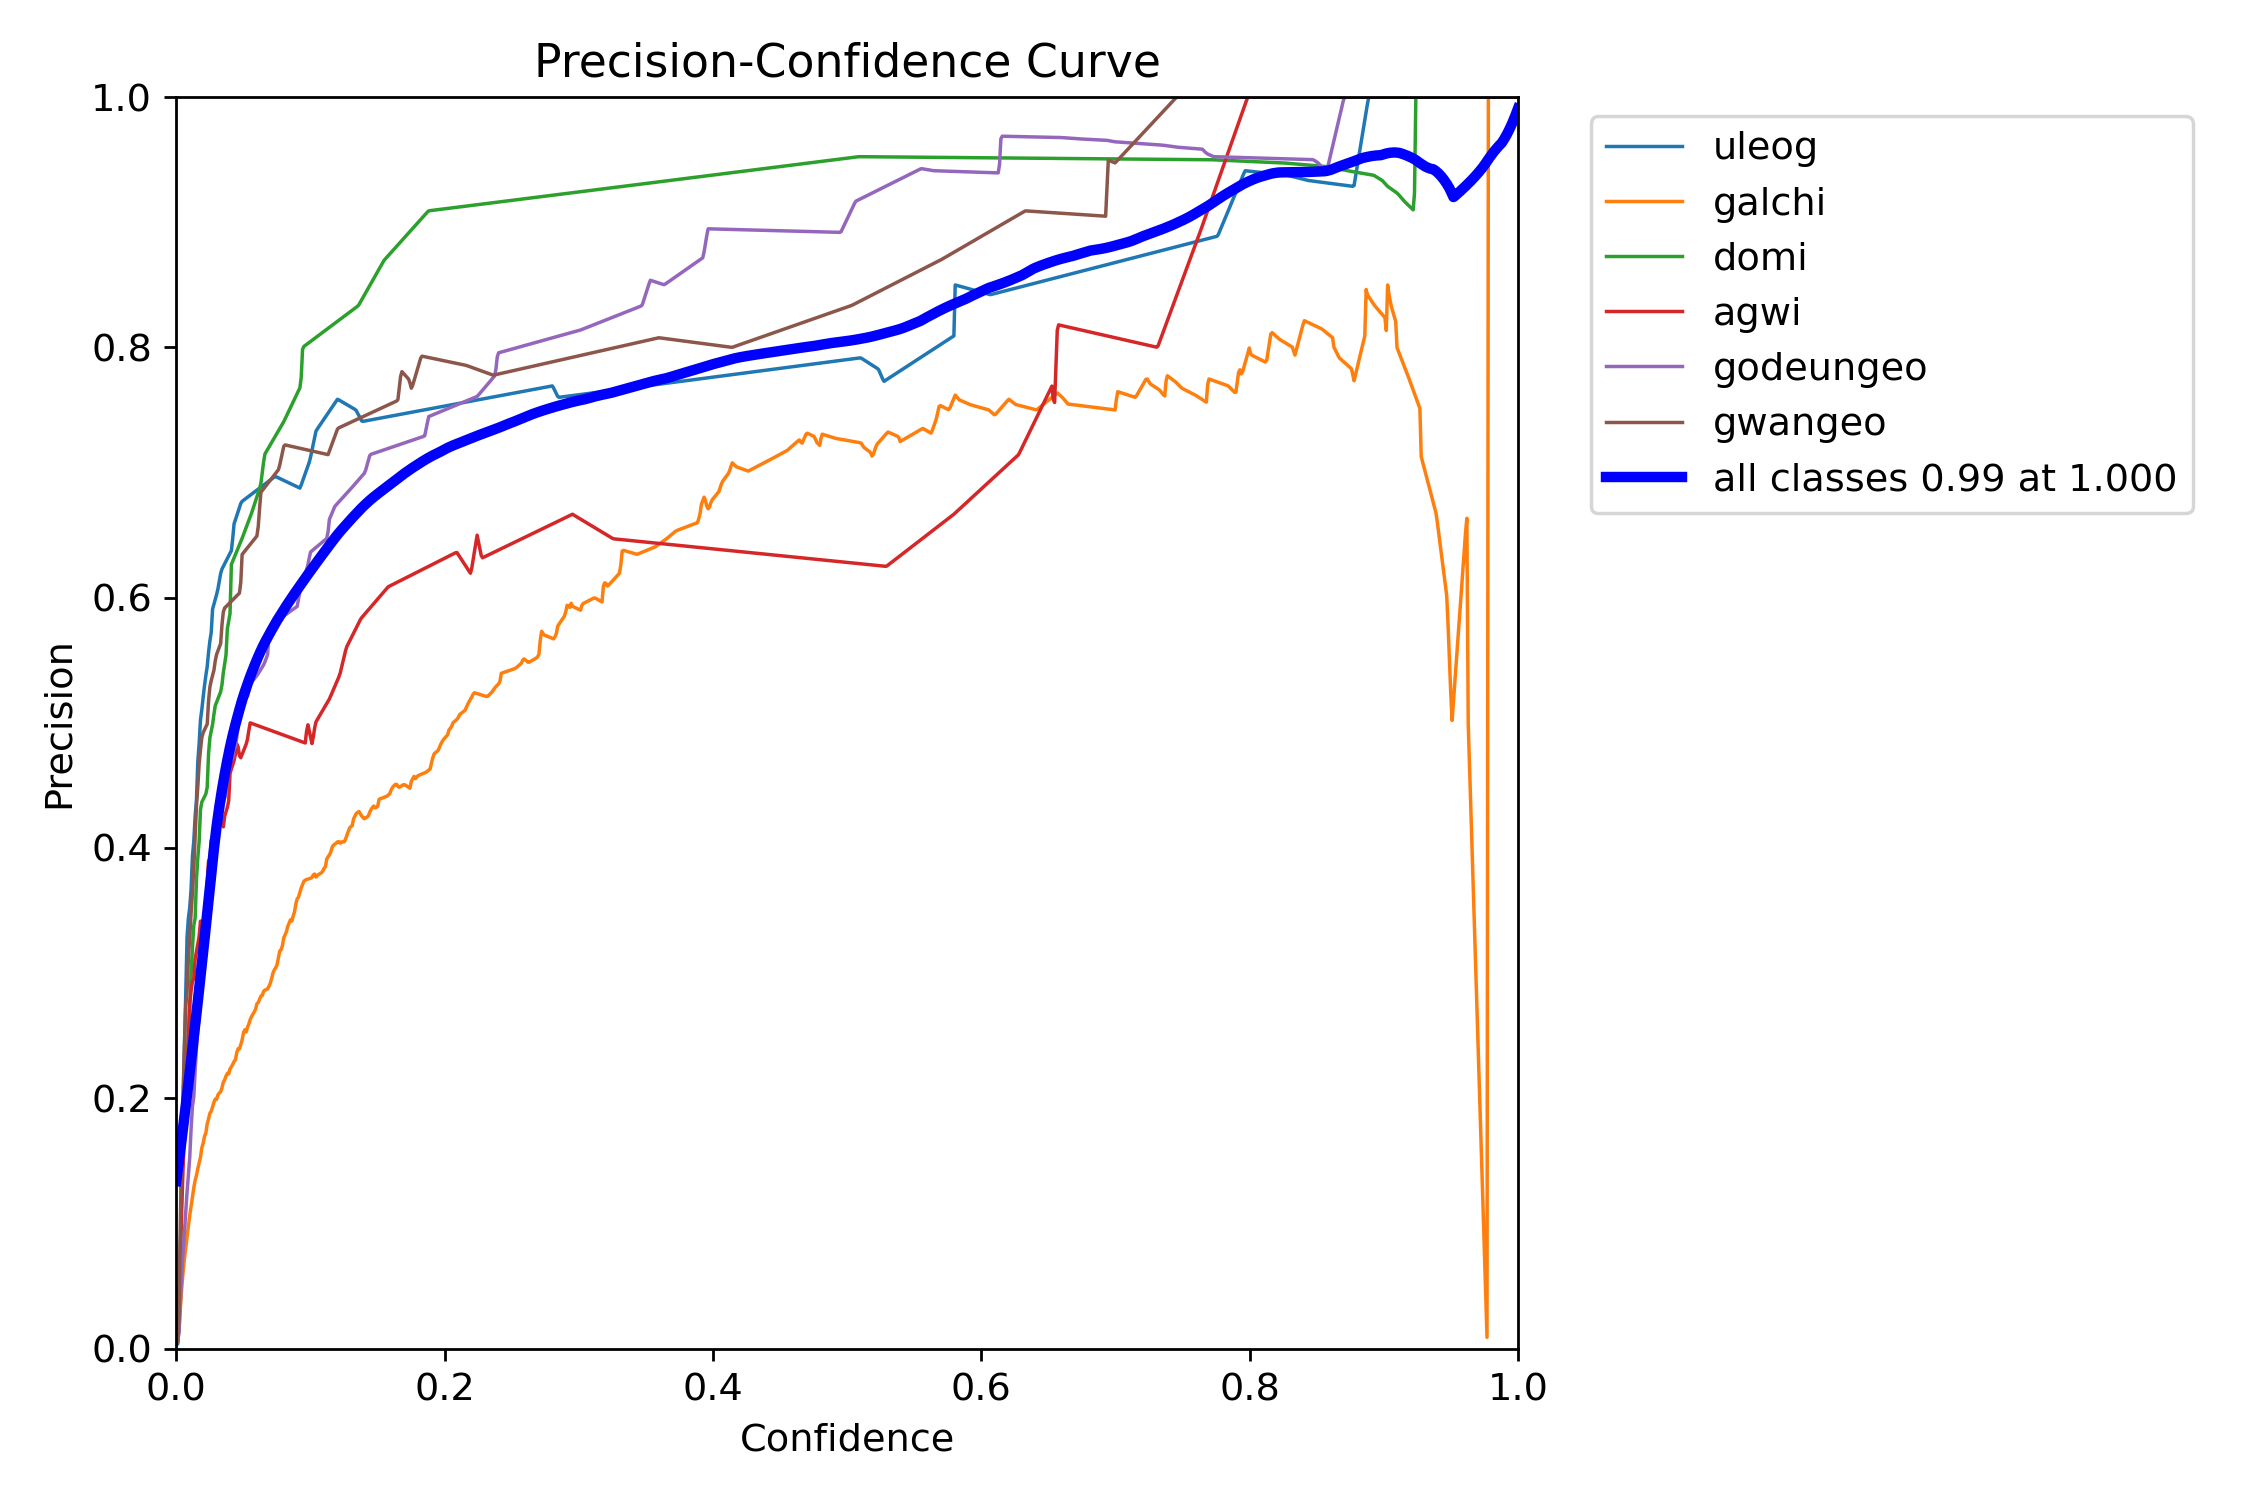 Precision-Confidence Curve
1.0
0.8
0.6
0.4
0.2
0.0
Precision
0.0 0.2 0.4 0.6 0.8 1.0
Confidence
uleog
galchi
domi
agwi
godeungeo
gwangeo
all classes 0.99 at 1.000